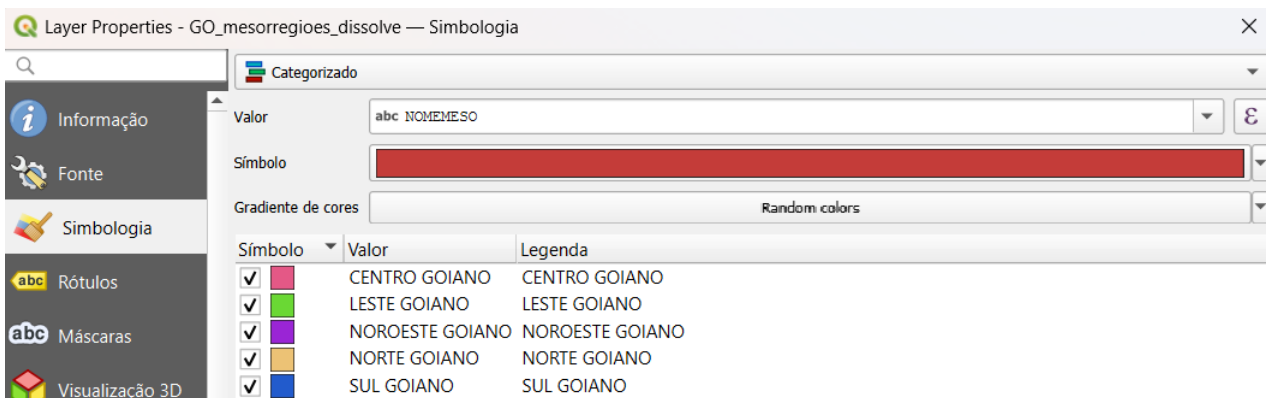 Layer Properties - GO_mesorregioes_dissolve — Simbologia
Categorizado
Informação
Valor
abc NOMEMESO
ε
Fonte
Símbolo
Simbologia
Gradiente de cores
Random colors
Símbolo Valor Legenda
CENTRO GOIANO CENTRO GOIANO
abc Rótulos
LESTE GOIANO LESTE GOIANO
NOROESTE GOIANO NOROESTE GOIANO
abc Máscaras
NORTE GOIANO NORTE GOIANO
Visualização 3D
SUL GOIANO SUL GOIANO